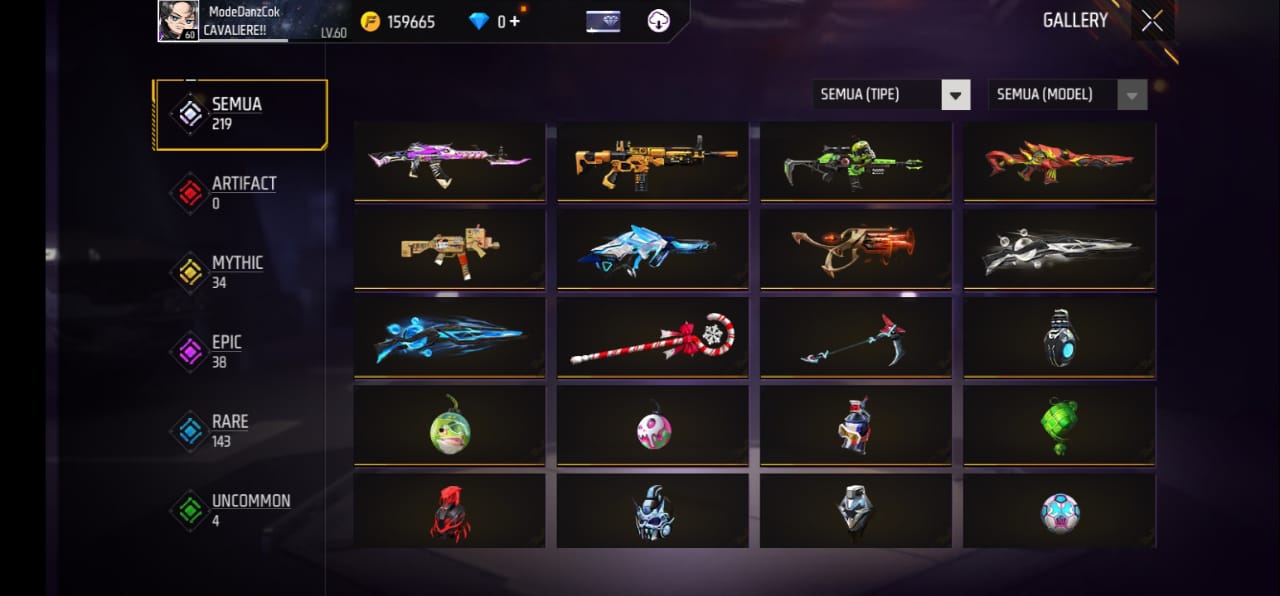 ModeDanzCok
CAVALIERE!!
60
LV.60
159665
0 +
GALLERY
SEMUA (TIPE)
SEMUA (MODEL)
SEMUA
219
ARTIFACT
0
MYTHIC
34
EPIC
38
RARE
143
UNCOMMON
4